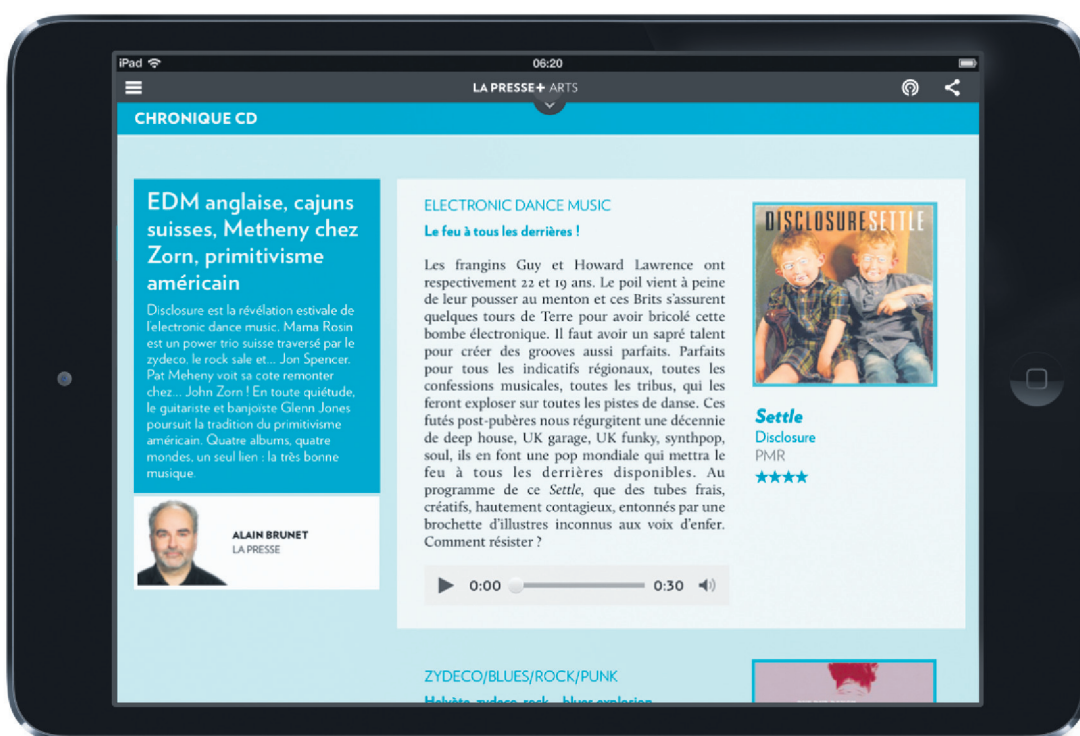 iPad
06:20
LA PRESSE+ ARTS
CHRONIQUE CD
EDM anglaise, cajuns
suisses, Metheny chez
Zorn, primitivisme
américain
Disclosure est la révélation estivale de
l'electronic dance music. Mama Rosin
est un power trio suisse traversé par le
zydeco, le rock sale et... Jon Spencer.
Pat Meheny voit sa cote remonter
chez... John Zorn ! En toute quiétude,
le guitariste et banjoïste Glenn Jones
poursuit la tradition du primitivisme
américain. Quatre albums, quatre
mondes, un seul lien : la très bonne
musique.
ALAIN BRUNET
LA PRESSE
ELECTRONIC DANCE MUSIC
Le feu à tous les derrières !
Les frangins Guy et Howard Lawrence ont
respectivement 22 et 19 ans. Le poil vient à peine
de leur pousser au menton et ces Brits s'assurent
quelques tours de Terre pour avoir bricolé cette
bombe électronique. Il faut avoir un sapré talent
pour créer des grooves aussi parfaits. Parfaits
pour tous les indicatifs régionaux, toutes les
confessions musicales, toutes les tribus, qui les
feront exploser sur toutes les pistes de danse. Ces
futés post-pubères nous régurgitent une décennie
de deep house, UK garage, UK funky, synthpop,
soul, ils en font une pop mondiale qui mettra le
feu à tous les derrières disponibles. Au
programme de ce Settle, que des tubes frais,
créatifs, hautement contagieux, entonnés par une
brochette d'illustres inconnus aux voix d'enfer.
Comment résister ?
0:00
0:30
DISCLOSURE SETTLE
Settle
Disclosure
PMR
★★★★
ZYDECO/BLUES/ROCK/PUNK
Helvète, zydeco, rock... blues explosion